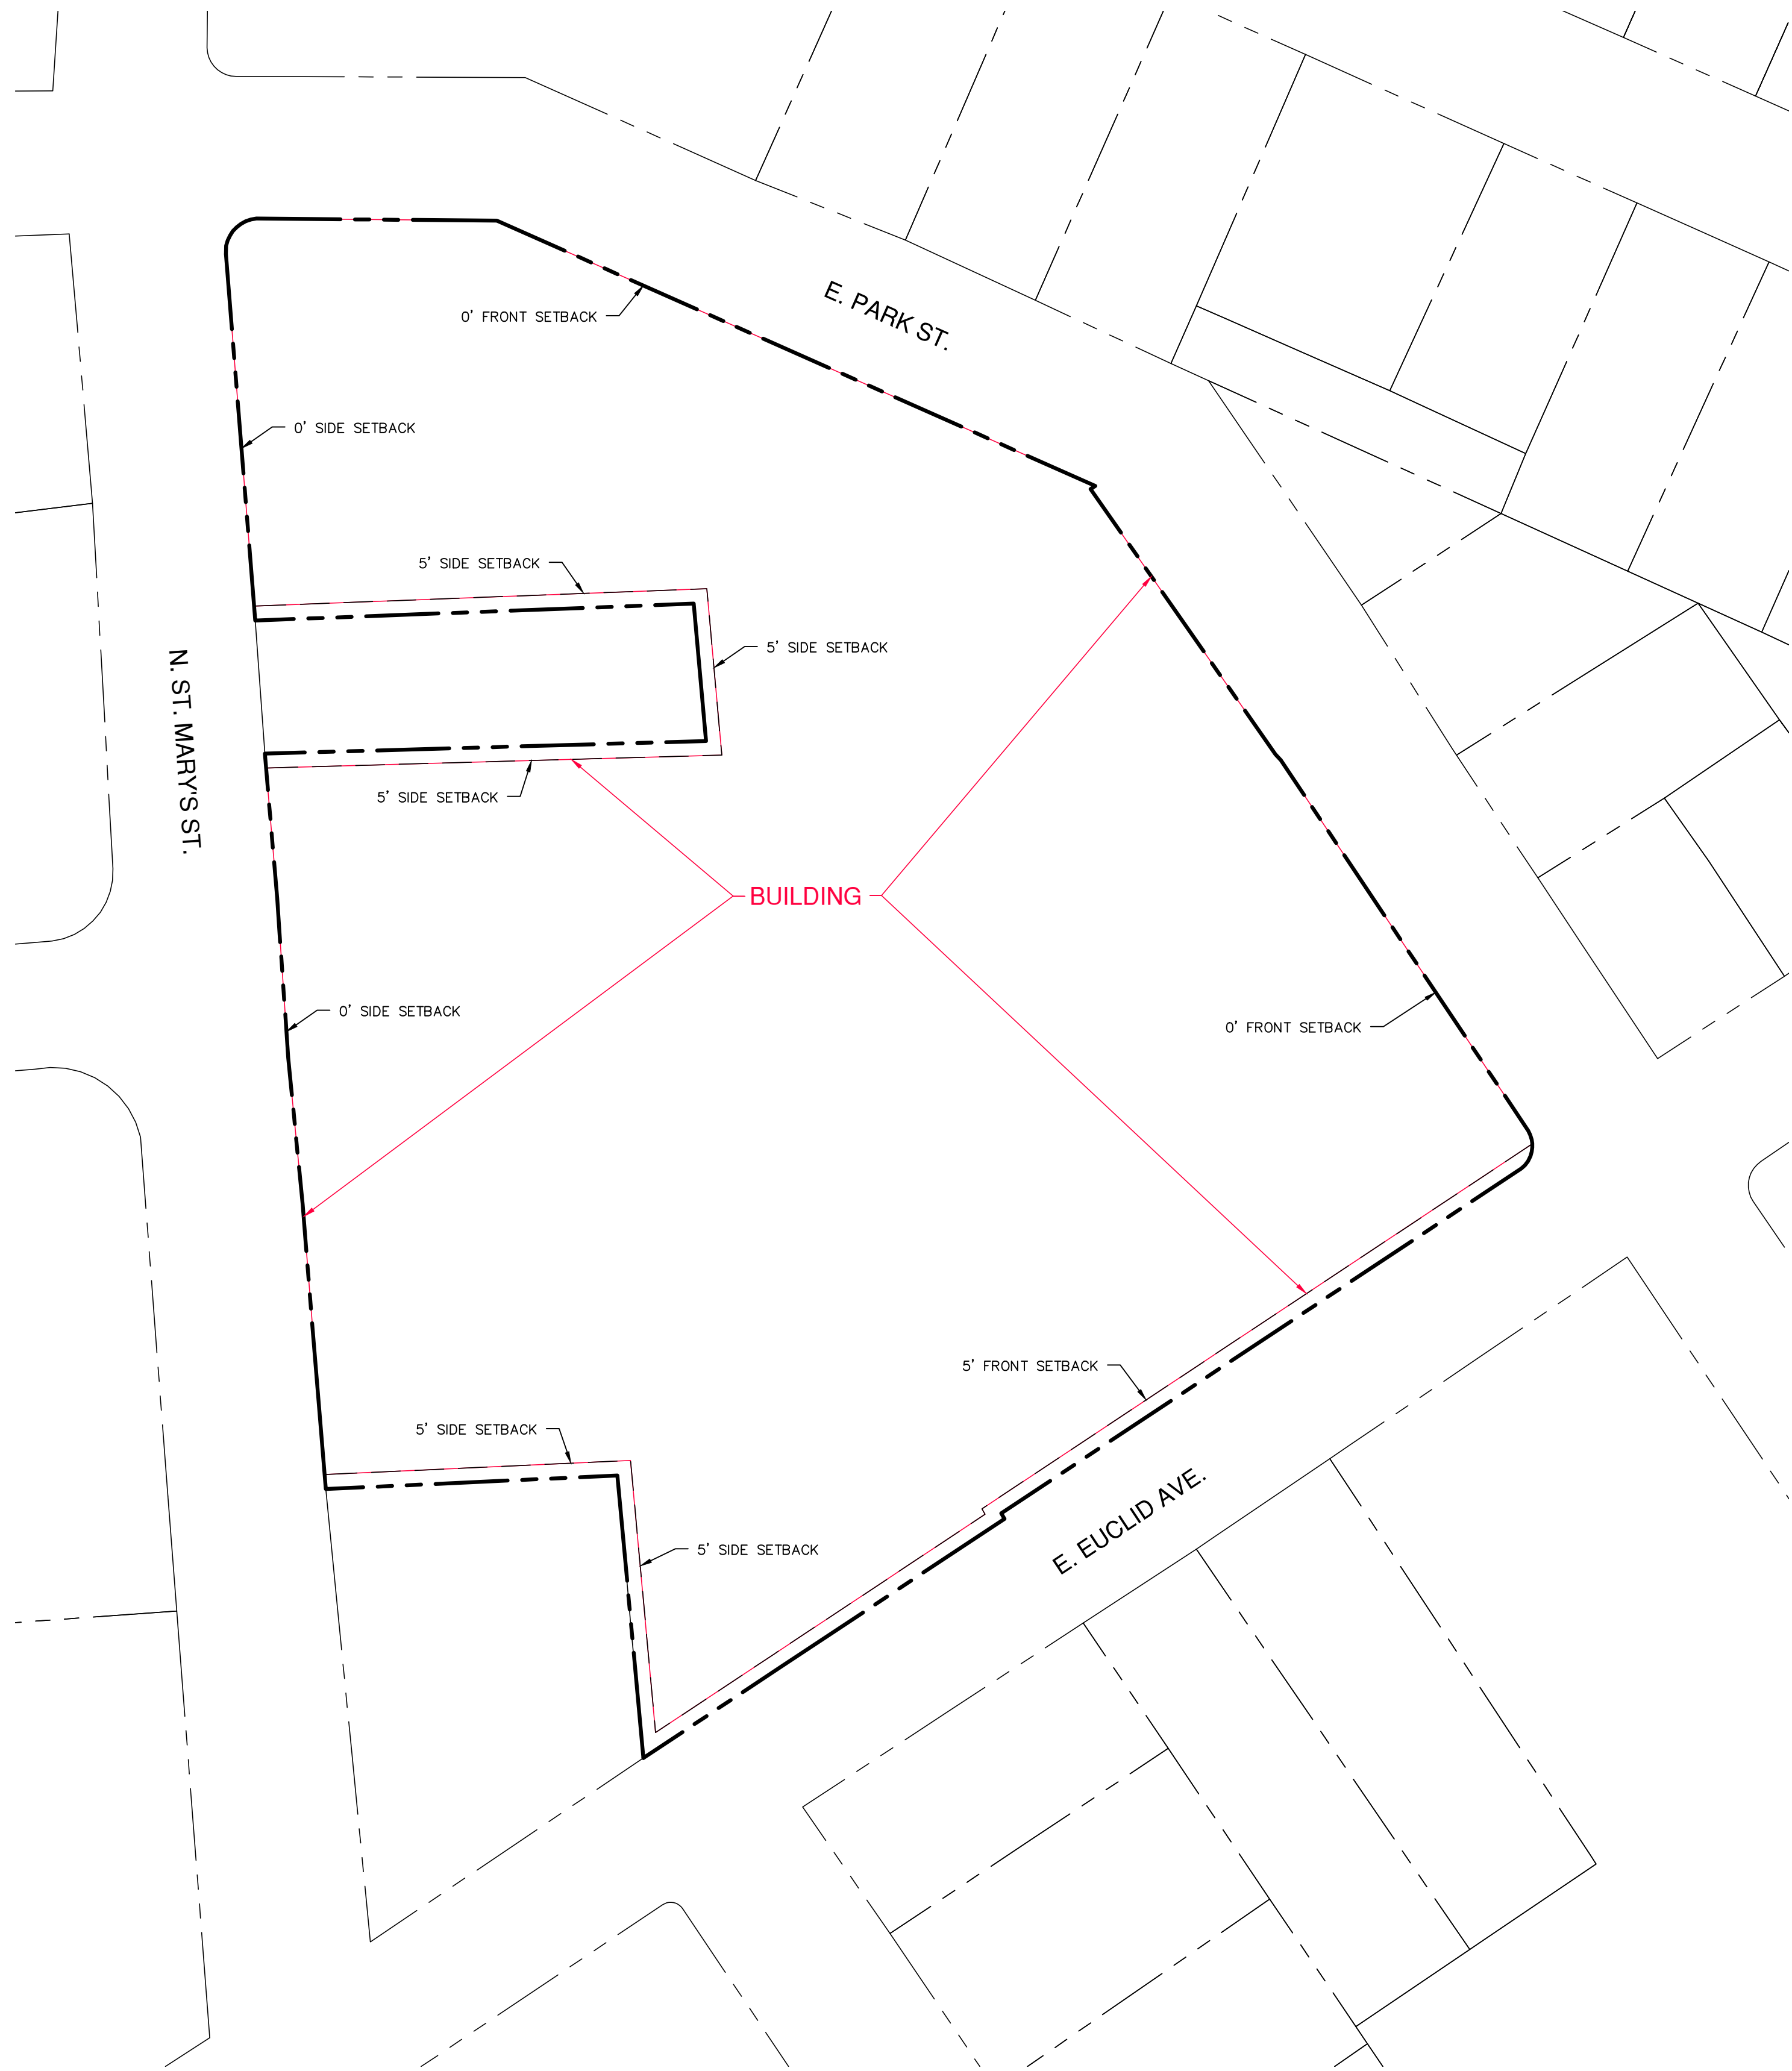 E. PARK ST.
0' FRONT SETBACK
0' SIDE SETBACK
5' SIDE SETBACK
5' SIDE SETBACK
N. ST. MARY'S ST.
5' SIDE SETBACK
BUILDING
0' SIDE SETBACK
0' FRONT SETBACK
5' FRONT SETBACK
5' SIDE SETBACK
E. EUCLID AVE.
5' SIDE SETBACK